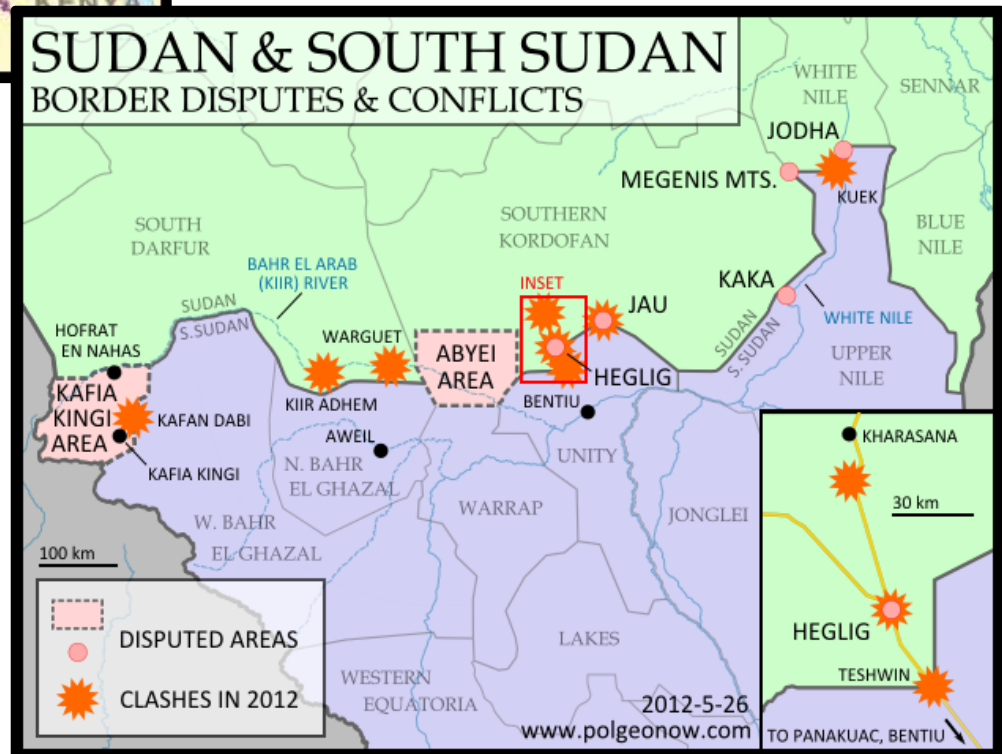 KENYA
SUDAN & SOUTH SUDAN
BORDER DISPUTES & CONFLICTS
WHITE
NILE
SENNAR
JODHA
MEGENIS MTS.
KUEK
SOUTH
DARFUR
SOUTHERN
KORDOFAN
BLUE
NILE
BAHR EL ARAB
(KIIR) RIVER
INSET
KAKA
JAU
SUDAN
S.SUDAN
WARGUET
SUDAN
S. SUDAN
WHITE NILE
HOFRAT
EN NAHAS
ABYEI
AREA
UPPER
NILE
HEGLIG
KAFIA
KINGI
AREA
KIIR ADHEM
BENTIU
KAFAN DABI
AWEIL
KAFIA KINGI
N. BAHR
EL GHAZAL
UNITY
WARRAP
JONGLEI
W. BAHR
EL GHAZAL
100 km
LAKES
WESTERN
EQUATORIA
DISPUTED AREAS
CLASHES IN 2012
2012-5-26
www.polgeonow.com
KHARASANA
30 km
HEGLIG
TESHWIN
TO PANAKUAC, BENTIU